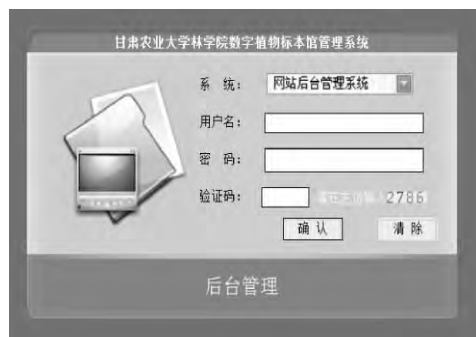 甘肃农业大学林学院数字植物标本馆管理系统
系 统： 网站后台管理系统
用户名：
密 码：
验证码： 2786
确 认 清 除
后台管理